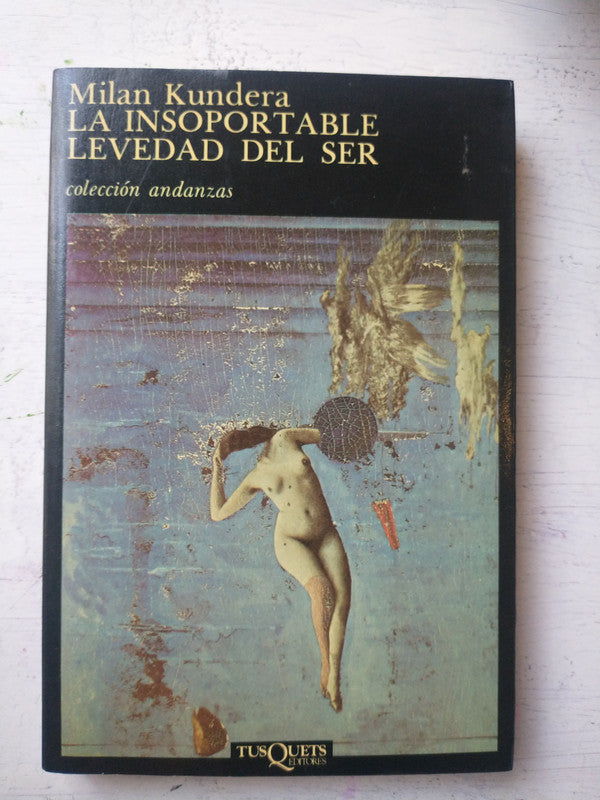 Milan Kundera
LA INSOPORTABLE
LEVEDAD DEL SER
colección andanzas
TUSQUETS
EDITORES